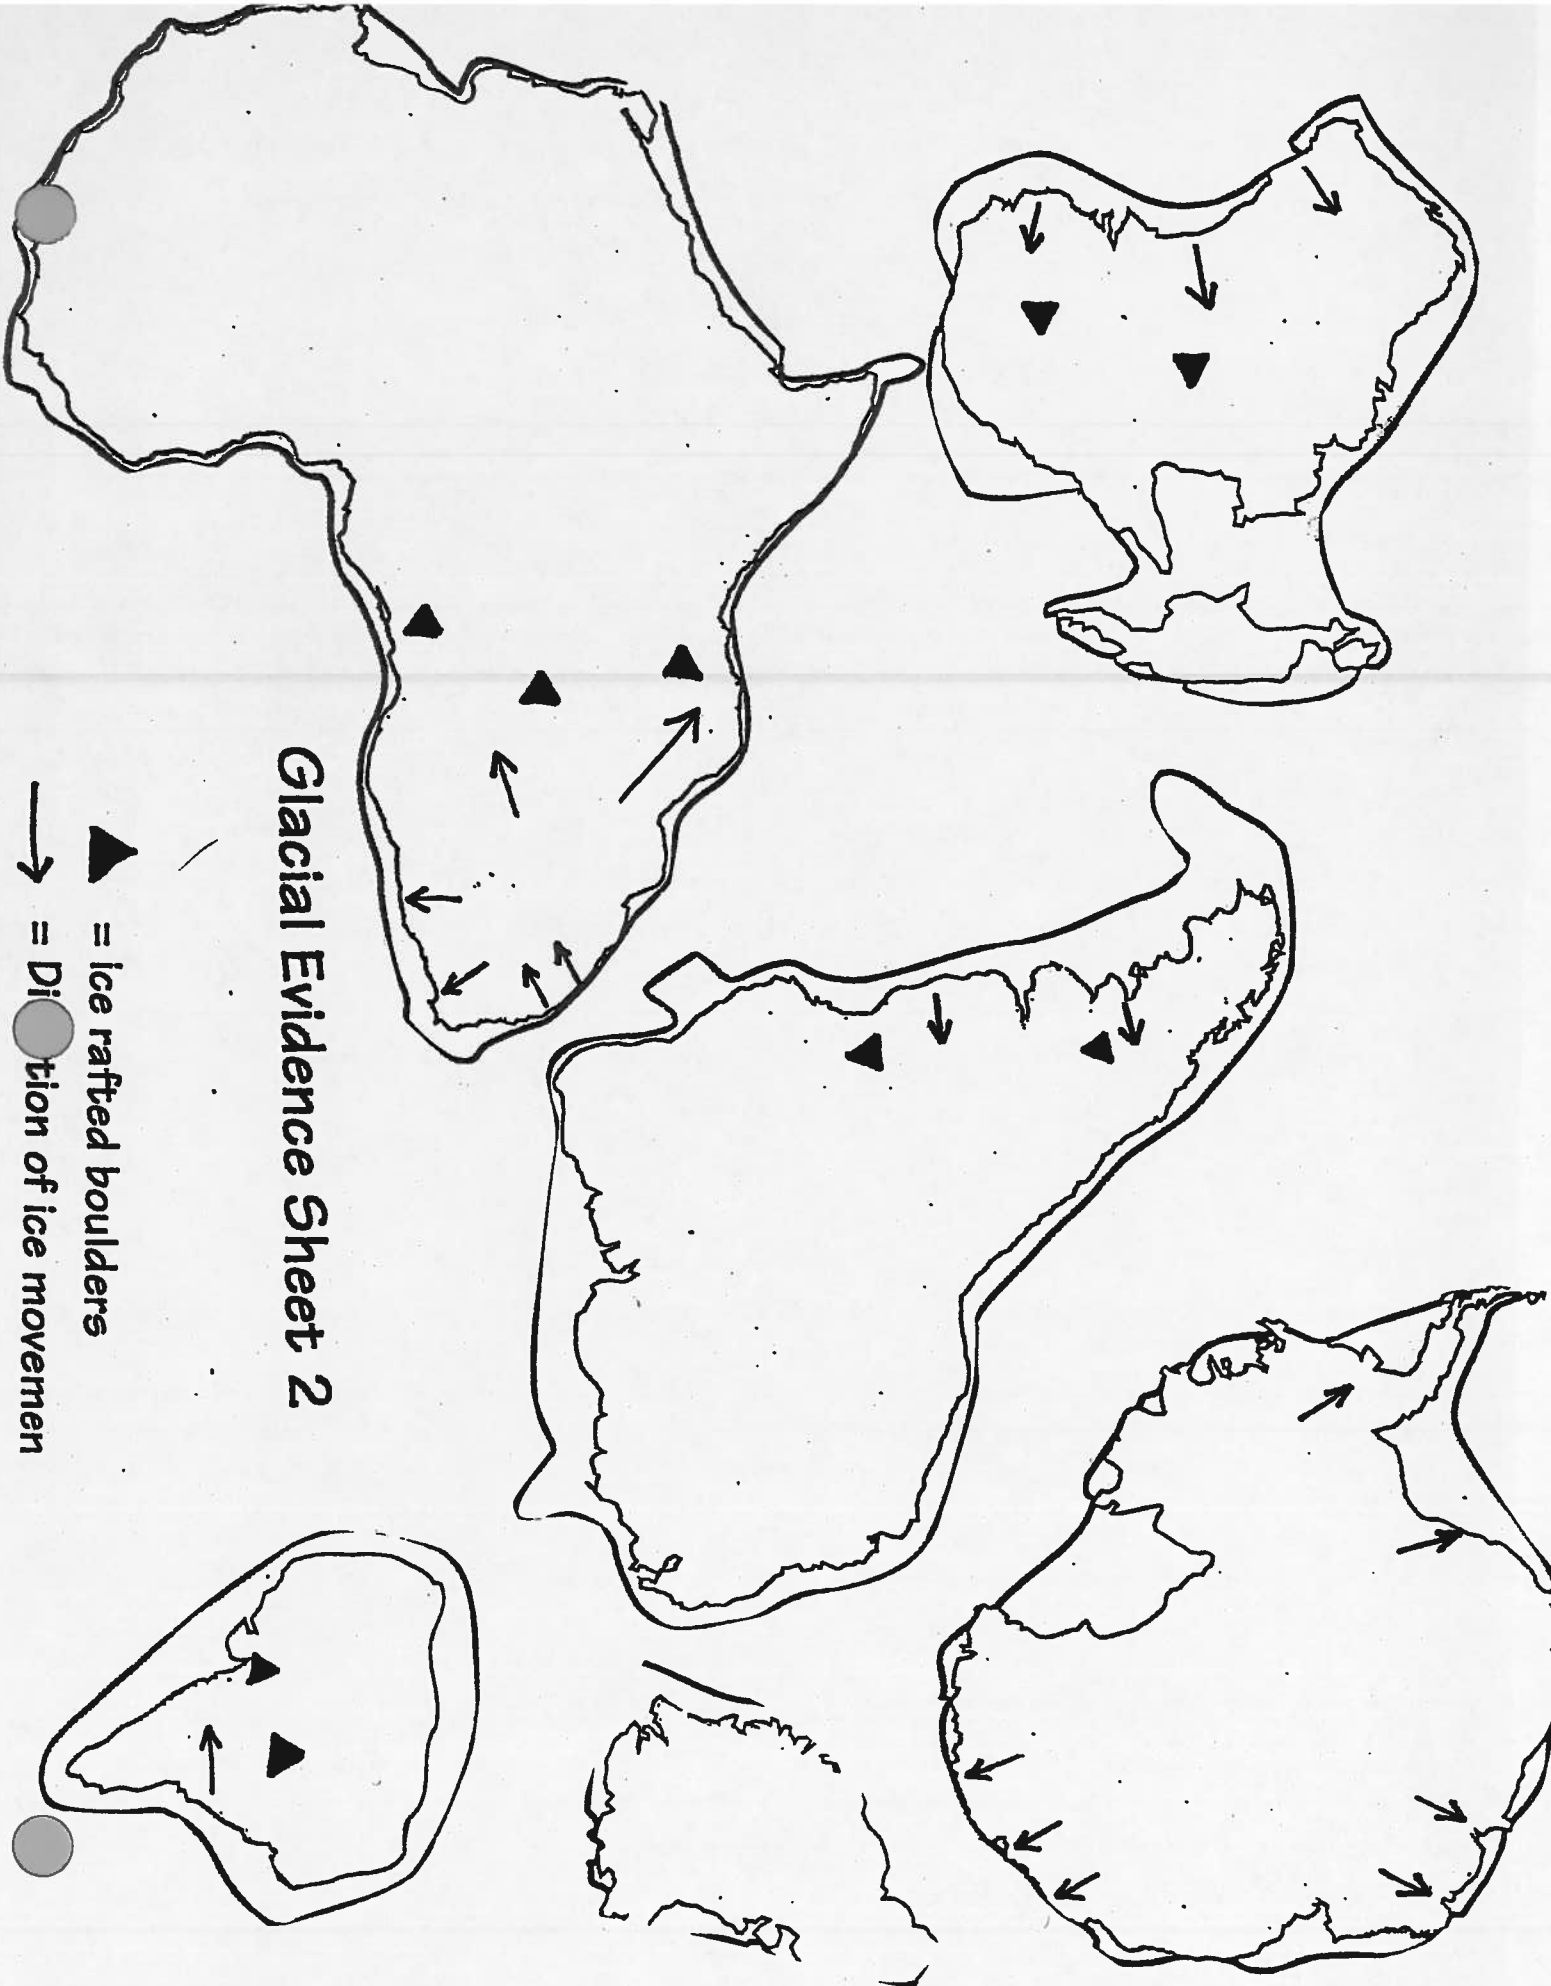 Glacial Evidence Sheet 2
= ice rafted boulders
= Di tion of ice movemen